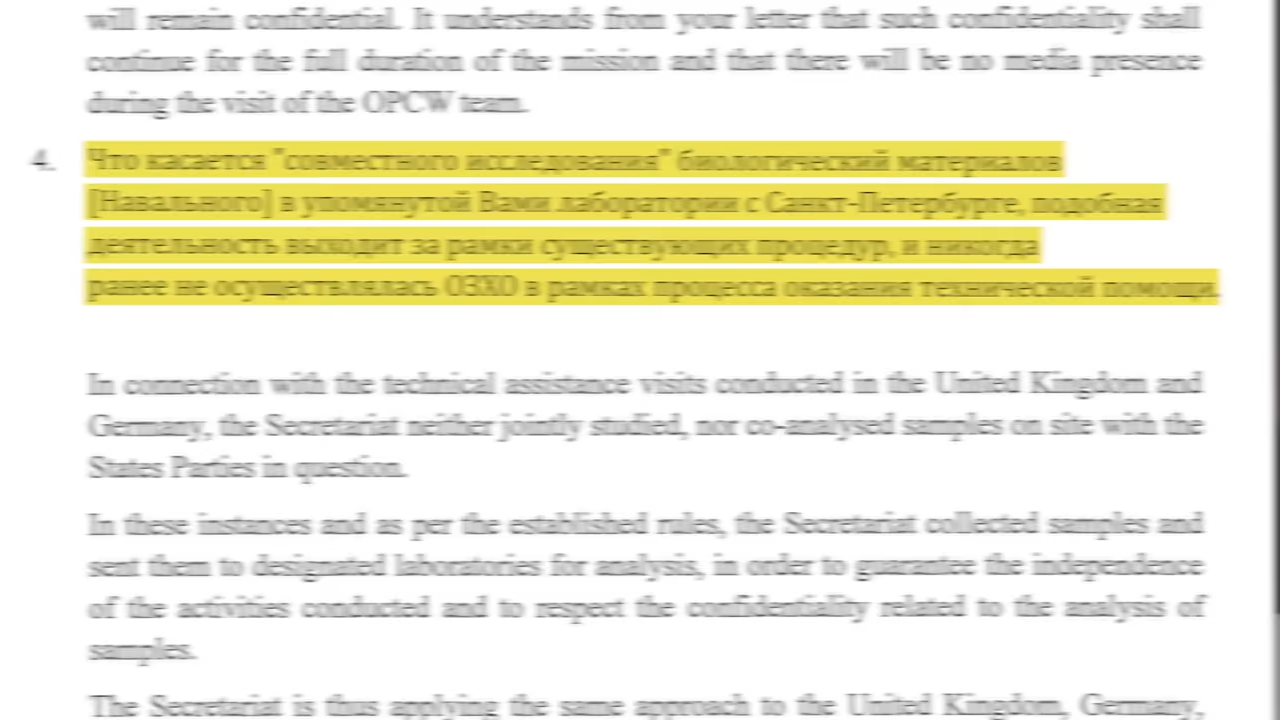 will remain confidential. It understands from your letter that such confidentiality shall
continue for the full duration of the mission and that there will be no media presence
during the visit of the OPCW team.
4. Что касается "совместного исследования" биологический материалов
[Навального] в упомянутой Вами лаборатории с Санкт-Петербурге, подобная
деятельность выходит за рамки существующих процедур, и никогда
ранее не осуществлялась ОЗХО в рамках процесса оказания технической помощи.
In connection with the technical assistance visits conducted in the United Kingdom and
Germany, the Secretariat neither jointly studied, nor co-analysed samples on site with the
States Parties in question.
In these instances and as per the established rules, the Secretariat collected samples and
sent them to designated laboratories for analysis, in order to guarantee the independence
of the activities conducted and to respect the confidentiality related to the analysis of
samples.
The Secretariat is thus applying the same approach to the United Kingdom, Germany,